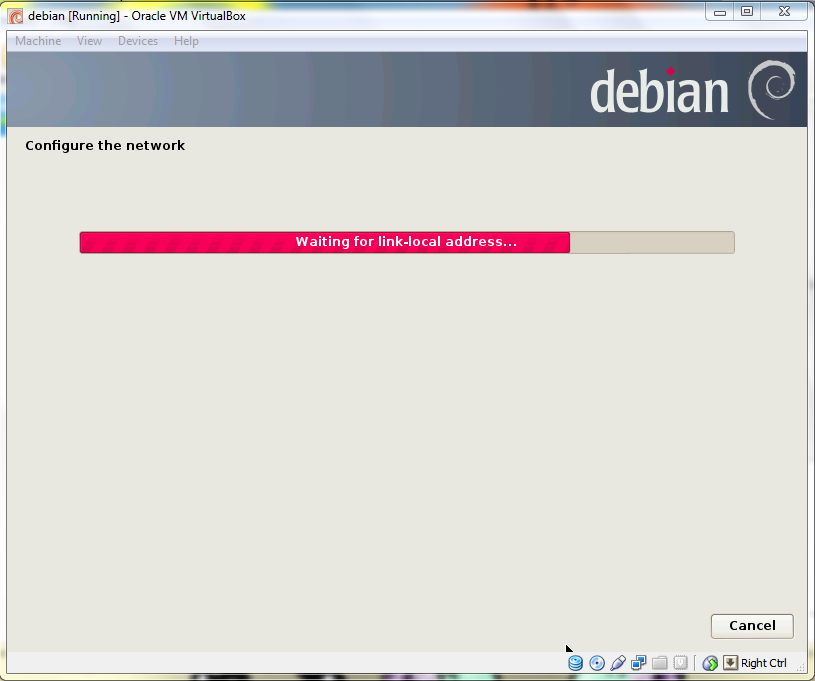 debian [Running] - Oracle VM VirtualBox
Machine View Devices Help
debian
Configure the network
Waiting for link-local address...
Cancel
Right Ctrl